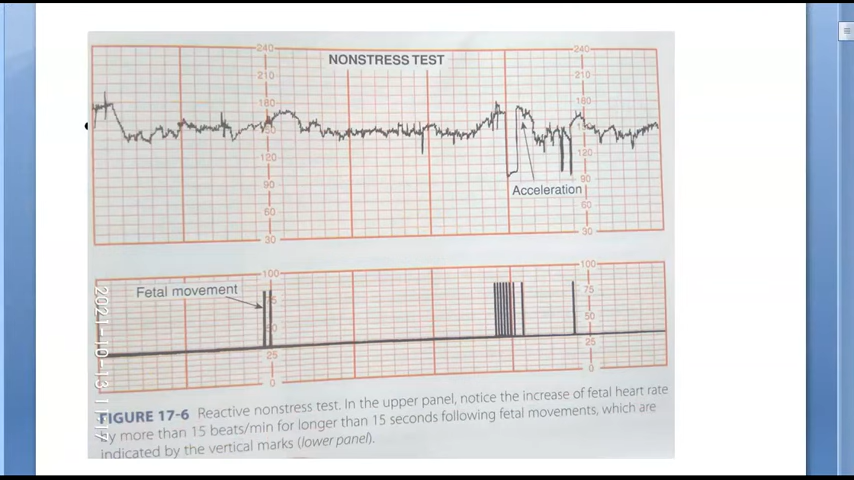 240 240
NONSTRESS TEST
210 210
180 180
150
120 120
90 90
Acceleration
60 60
30 30
100 100
Fetal movement
75 75
50 50
25 25
0 0
FIGURE 17-6 Reactive nonstress test. In the upper panel, notice the increase of fetal heart rate
by more than 15 beats/min for longer than 15 seconds following fetal movements, which are
indicated by the vertical marks (lower panel).